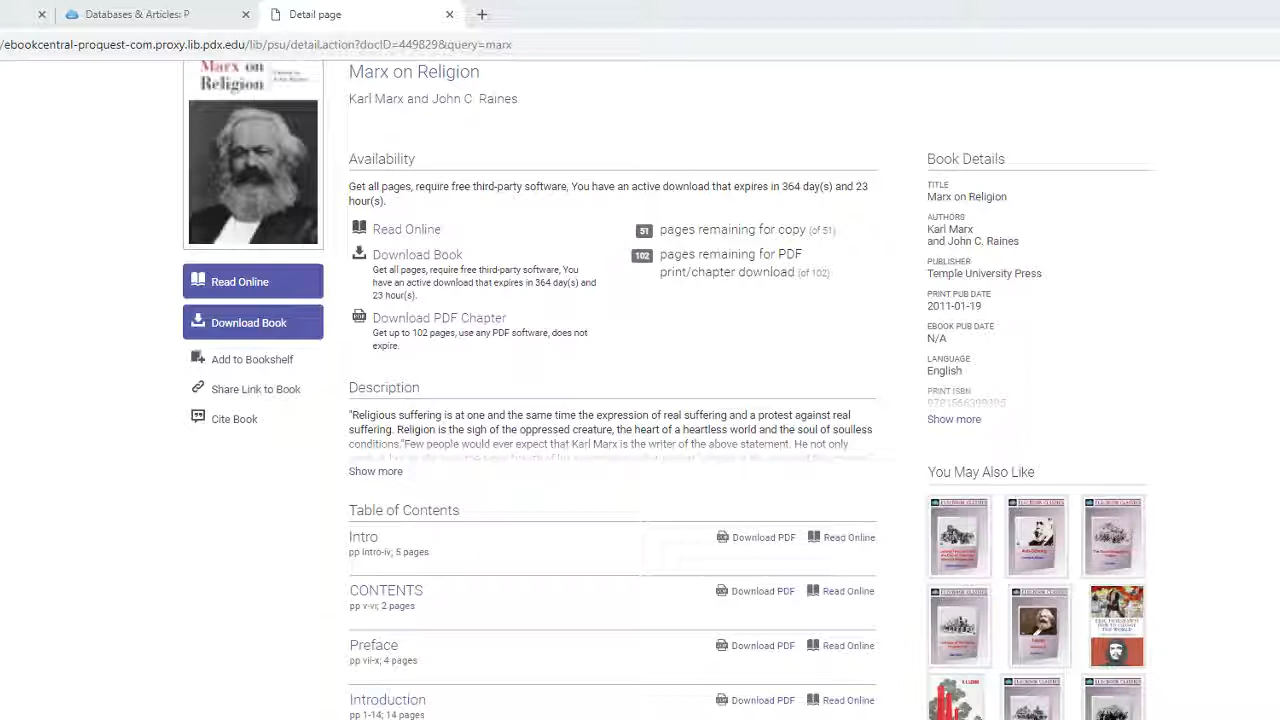 Databases & Articles: P
Detail page
/ebookcentral-proquest-com.proxy.lib.pdx.edu/lib/psu/detail.action?docID=449829&query=marx
Marx on
Religion
Read Online
Download Book
Add to Bookshelf
Share Link to Book
Cite Book
Marx on Religion
Karl Marx and John C. Raines
Availability
Get all pages, require free third-party software, You have an active download that expires in 364 day(s) and 23
hour(s).
Read Online
Download Book
Get all pages, require free third-party software, You
have an active download that expires in 364 day(s) and
23 hour(s).
Download PDF Chapter
Get up to 102 pages, use any PDF software, does not
expire.
51 pages remaining for copy (of 51)
102 pages remaining for PDF
print/chapter download (of 102)
Description
"Religious suffering is at one and the same time the expression of real suffering and a protest against real
suffering. Religion is the sigh of the oppressed creature, the heart of a heartless world and the soul of soulless
conditions."Few people would ever expect that Karl Marx is the writer of the above statement. He not only
Show more
Table of Contents
Intro
pp Intro-iv; 5 pages
Download PDF Read Online
CONTENTS
pp v-vi; 2 pages
Download PDF Read Online
Preface
pp vii-x; 4 pages
Download PDF Read Online
Introduction
pp 1-14; 14 pages
Download PDF Read Online
Book Details
TITLE
Marx on Religion
AUTHORS
Karl Marx
and John C. Raines
PUBLISHER
Temple University Press
PRINT PUB DATE
2011-01-19
EBOOK PUB DATE
N/A
LANGUAGE
English
PRINT ISBN
Show more
You May Also Like